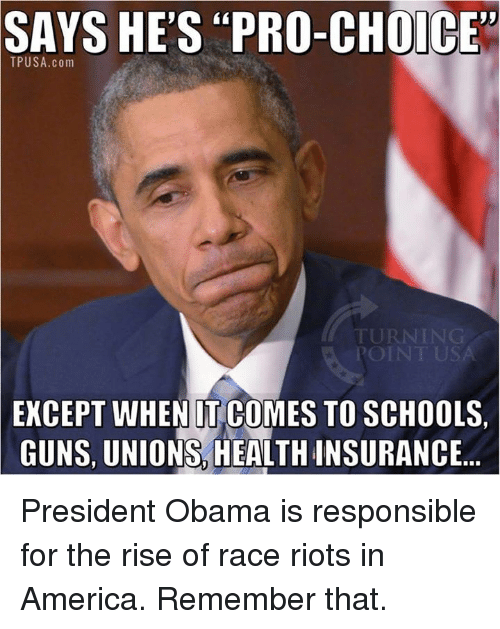 SAYS HE'S “PRO-CHOICE”
TPUSA.com
TURNING
POINT USA
EXCEPT WHEN IT COMES TO SCHOOLS,
GUNS, UNIONS, HEALTH INSURANCE...
President Obama is responsible
for the rise of race riots in
America. Remember that.